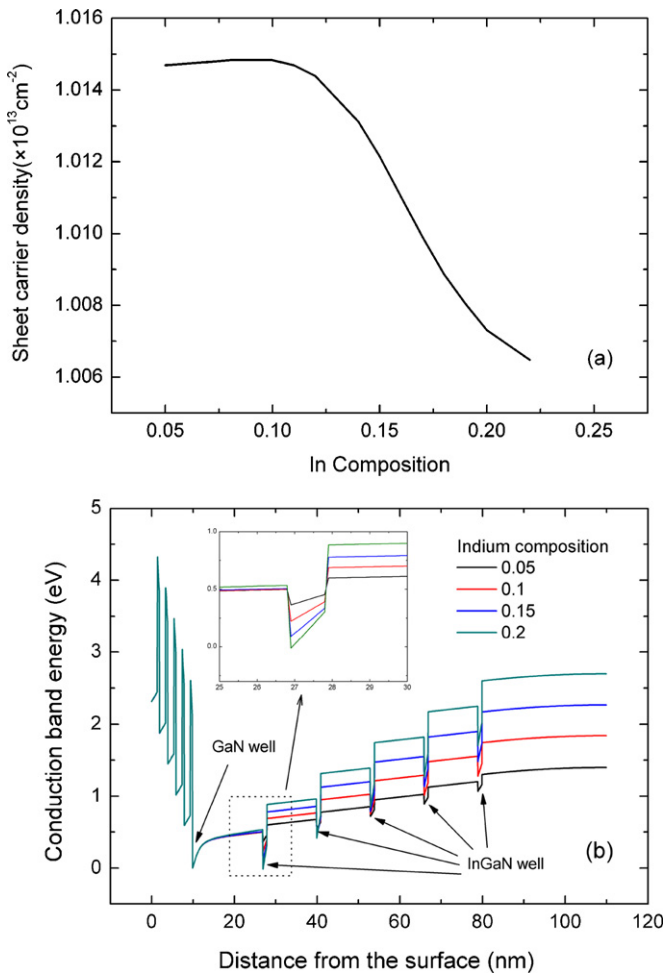 1.016
1.014
1.012
1.010
1.008
1.006
Sheet carrier density(×10¹³cm⁻²)
(a)
0.05 0.10 0.15 0.20 0.25
In Composition
5
4
3
2
1
0
Conduction band energy (eV)
1.0
0.5
0.0
25 26 27 28 29 30
Indium composition
0.05
0.1
0.15
0.2
GaN well
InGaN well
(b)
0 20 40 60 80 100 120
Distance from the surface (nm)